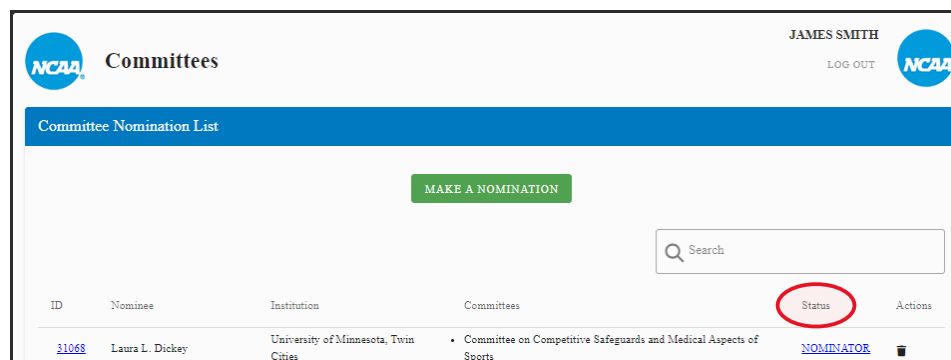 JAMES SMITH
NCAA
Committees
LOG OUT
NCAA
Committee Nomination List
MAKE A NOMINATION
Search
ID Nominee Institution Committees Status Actions
31068 Laura L. Dickey University of Minnesota, Twin • Committee on Competitive Safeguards and Medical Aspects of NOMINATOR
Cities Sports